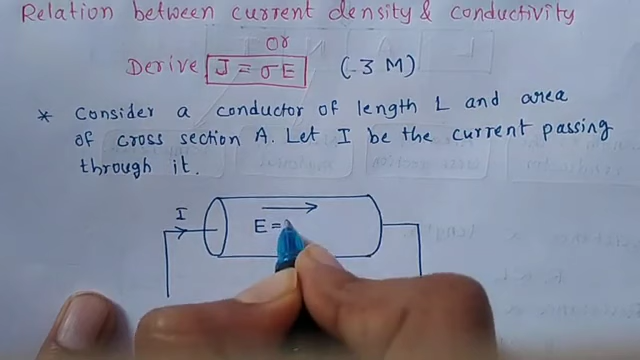 Relation between current density & conductivity
or
Derive J = σE (-3 M)
* Consider a conductor of length L and area
of cross section A. Let I be the current passing
through it.
I
E =